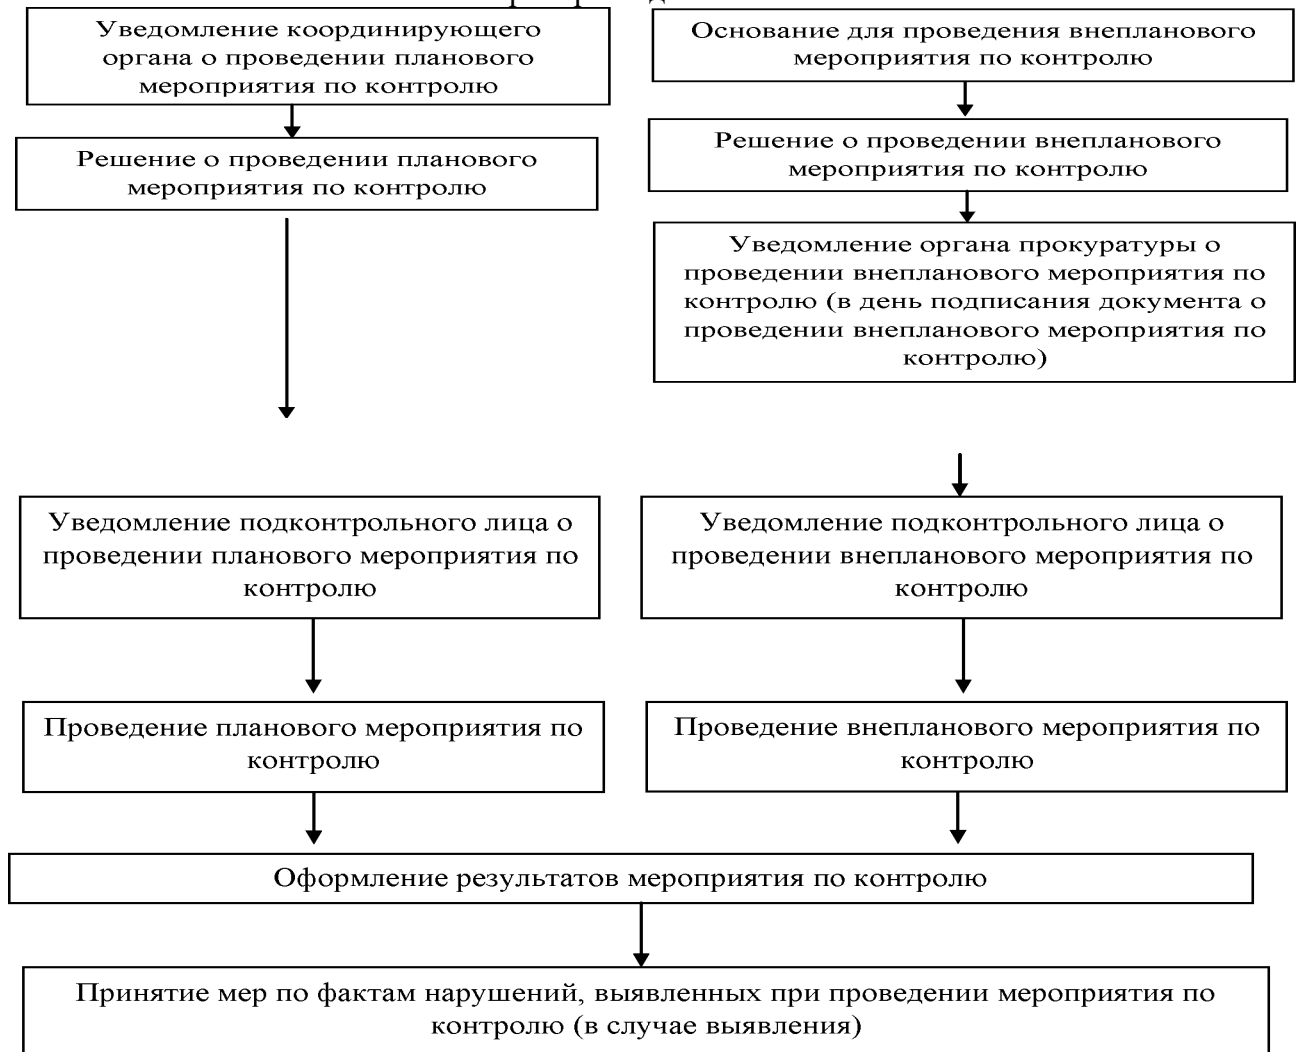 Уведомление координирующего
органа о проведении планового
мероприятия по контролю
Основание для проведения внепланового
мероприятия по контролю
Решение о проведении планового
мероприятия по контролю
Решение о проведении внепланового
мероприятия по контролю
Уведомление органа прокуратуры о
проведении внепланового мероприятия по
контролю (в день подписания документа о
проведении внепланового мероприятия по
контролю)
Уведомление подконтрольного лица о
проведении планового мероприятия по
контролю
Уведомление подконтрольного лица о
проведении внепланового мероприятия по
контролю
Проведение планового мероприятия по
контролю
Проведение внепланового мероприятия по
контролю
Оформление результатов мероприятия по контролю
Принятие мер по фактам нарушений, выявленных при проведении мероприятия по
контролю (в случае выявления)